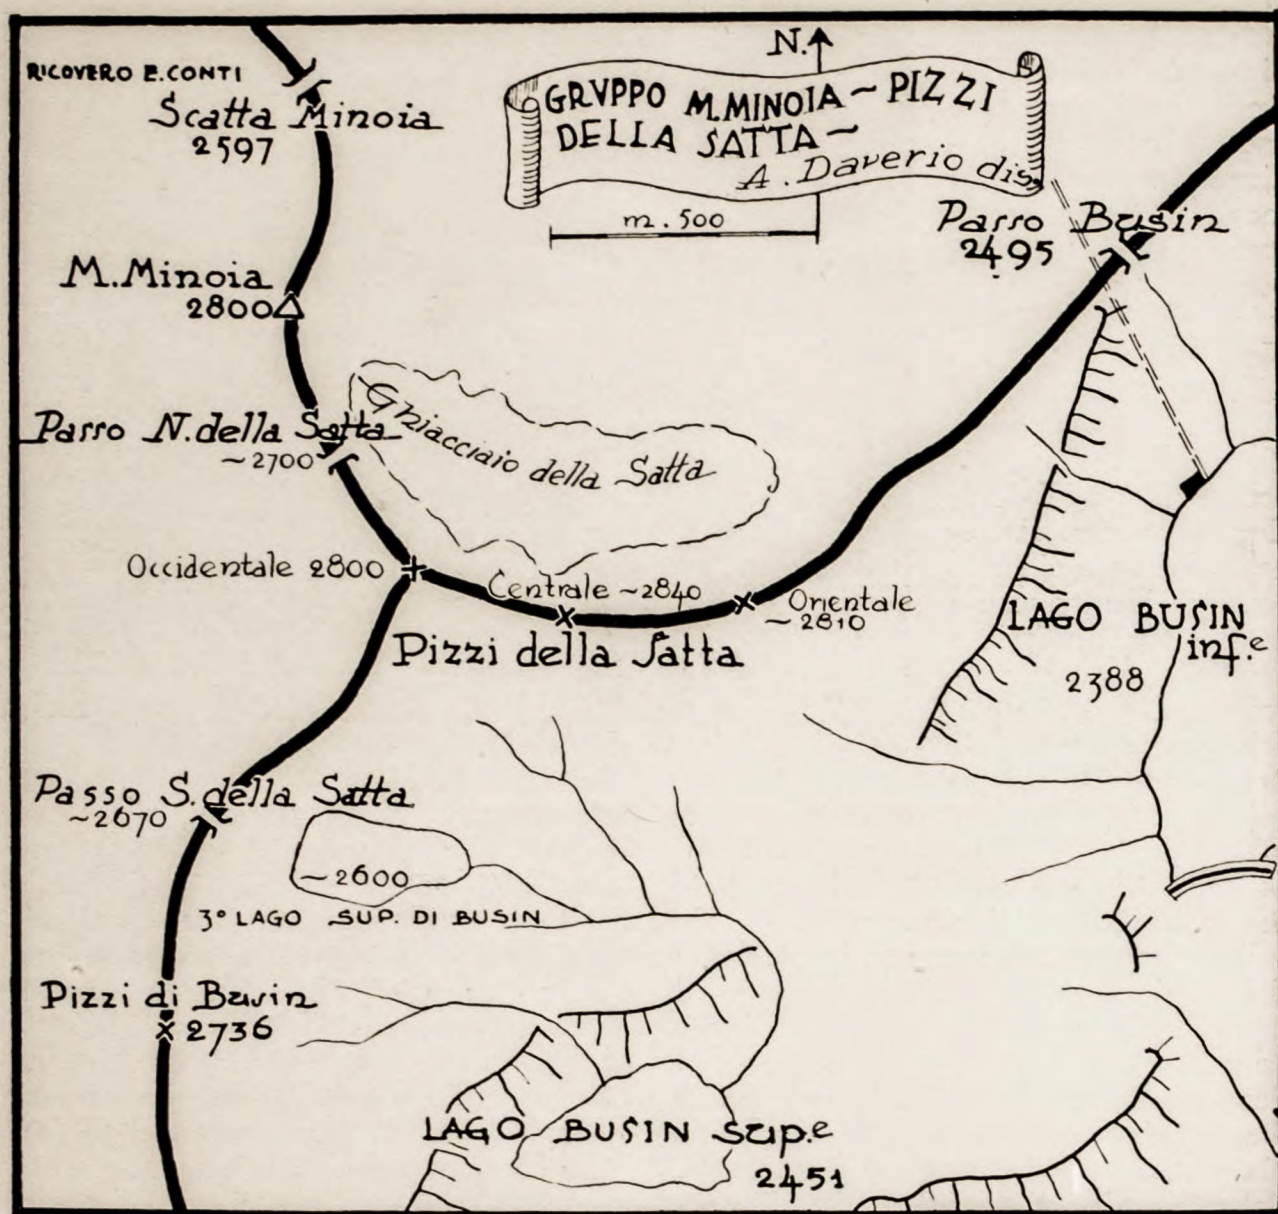 N.
RICOVERO E. CONTI
Scatta Minoia
2597
GRVPPO M. MINOIA - PIZZI
DELLA SATTA -
A. Daverio dis.
m. 500
Passo Busin
2495
M. Minoia
2800
Ghiacciaio della Satta
Passo N. della Satta
~2700
Occidentale 2800
Centrale ~2840
Orientale
~2810
Pizzi della Satta
LAGO BUSIN
inf.e
2388
Passo S. della Satta
~2670
~2600
3° LAGO SUP. DI BUSIN
Pizzi di Busin
2736
LAGO BUSIN Sup.e
2451